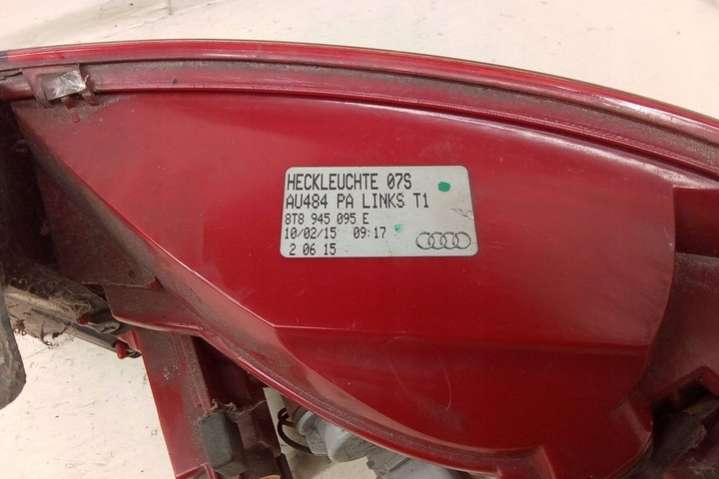 HECKLEUCHTE 07S
AU484 PA LINKS T1
8T8 945 095 E
10/02/15 09:17
2 06 15